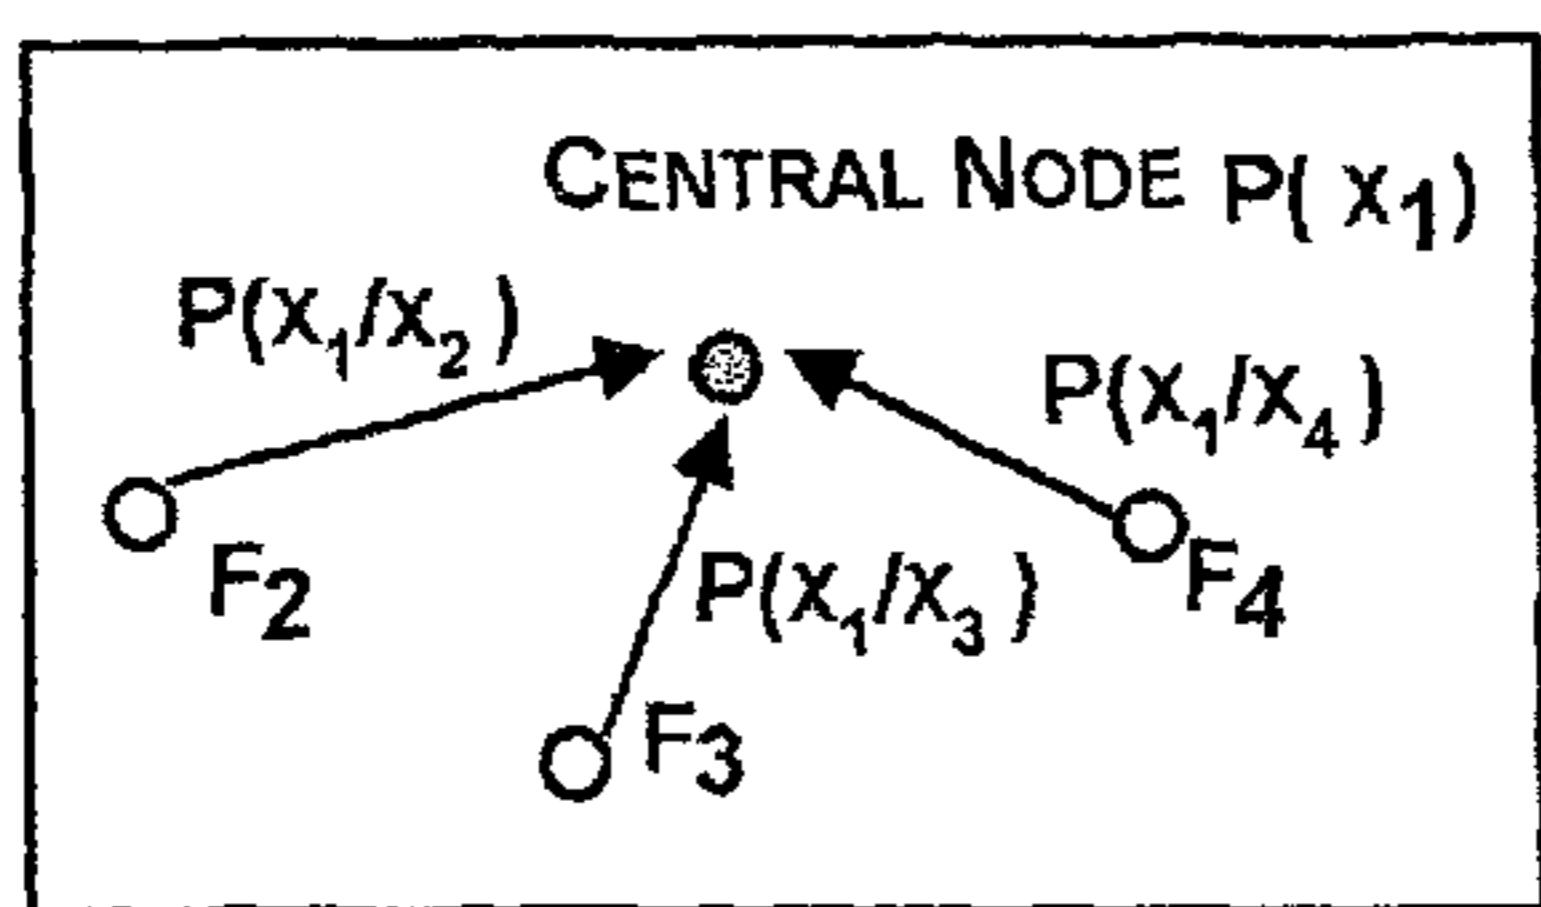 CENTRAL NODE P( x1)
P(x1/x2 )
P(x1/x4 )
F2
P(x1/x3 )
F4
F3